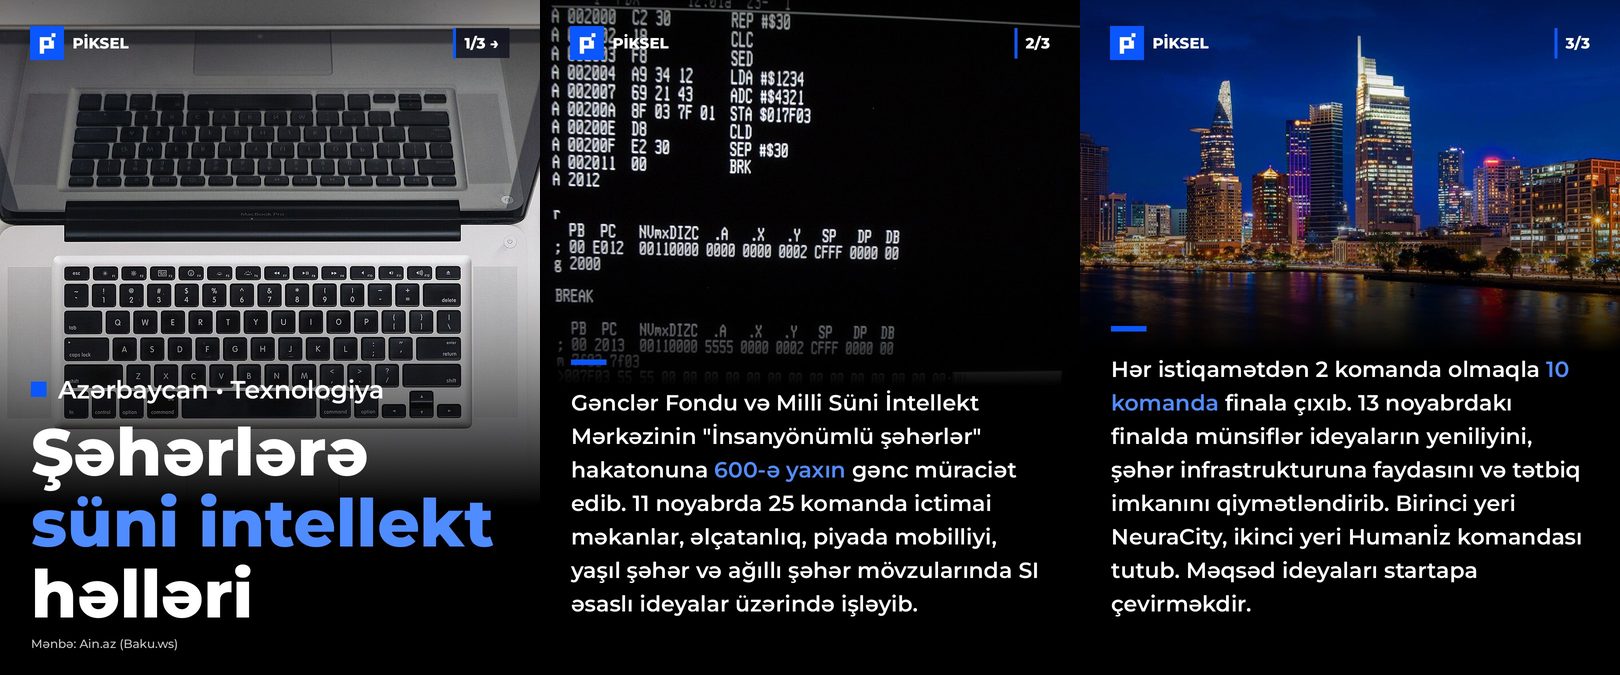 PİKSEL
1/3 →
MacBook Pro
Azərbaycan • Texnologiya
Şəhərlərə
süni intellekt
həlləri
Mənbə: Ain.az (Baku.ws)
PİKSEL
2/3
A 002000 C2 30 REP #$30
CLC
SED
A 002004 A9 34 12 LDA #$1234
A 002007 69 21 43 ADC #$4321
A 00200A 8F 03 7F 01 STA $017F03
A 00200E D8 CLD
A 00200F E2 30 SEP #$30
A 002011 00 BRK
A 2012
r
PB PC NVmxDIZC .A .X .Y SP DP DB
; 00 E012 00110000 0000 0000 0002 CFFF 0000 00
g 2000
BREAK
PB PC NVmxDIZC .A .X .Y SP DP DB
; 00 2013 00110000 5555 0000 0002 CFFF 0000 00
Gənclər Fondu və Milli Süni İntellekt
Mərkəzinin "İnsanyönümlü şəhərlər"
hakatonuna 600-ə yaxın gənc müraciət
edib. 11 noyabrda 25 komanda ictimai
məkanlar, əlçatanlıq, piyada mobilliyi,
yaşıl şəhər və ağıllı şəhər mövzularında SI
əsaslı ideyalar üzərində işləyib.
PİKSEL
3/3
Hər istiqamətdən 2 komanda olmaqla 10
komanda finala çıxıb. 13 noyabrdakı
finalda münsiflər ideyaların yeniliyini,
şəhər infrastrukturuna faydasını və tətbiq
imkanını qiymətləndirib. Birinci yeri
NeuraCity, ikinci yeri Humanİz komandası
tutub. Məqsəd ideyaları startapa
çevirməkdir.